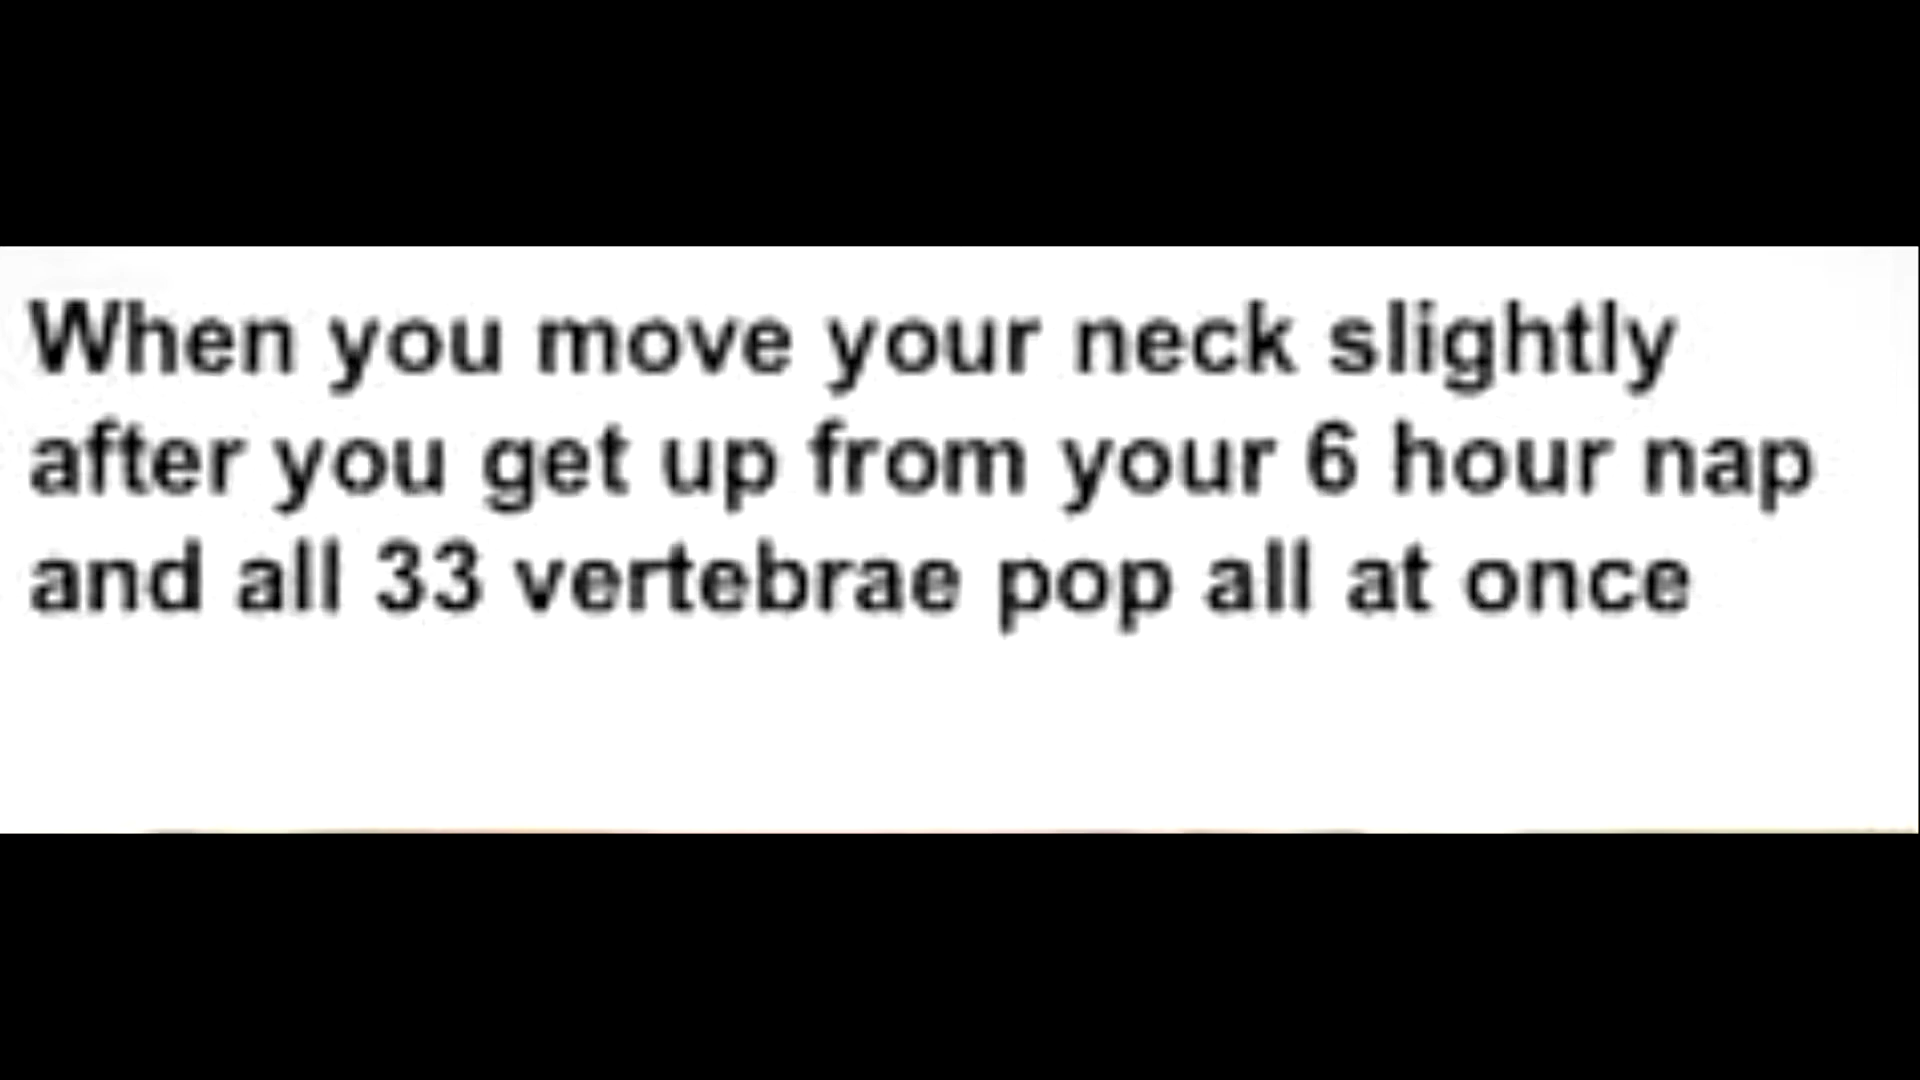 When you move your neck slightly
after you get up from your 6 hour nap
and all 33 vertebrae pop all at once